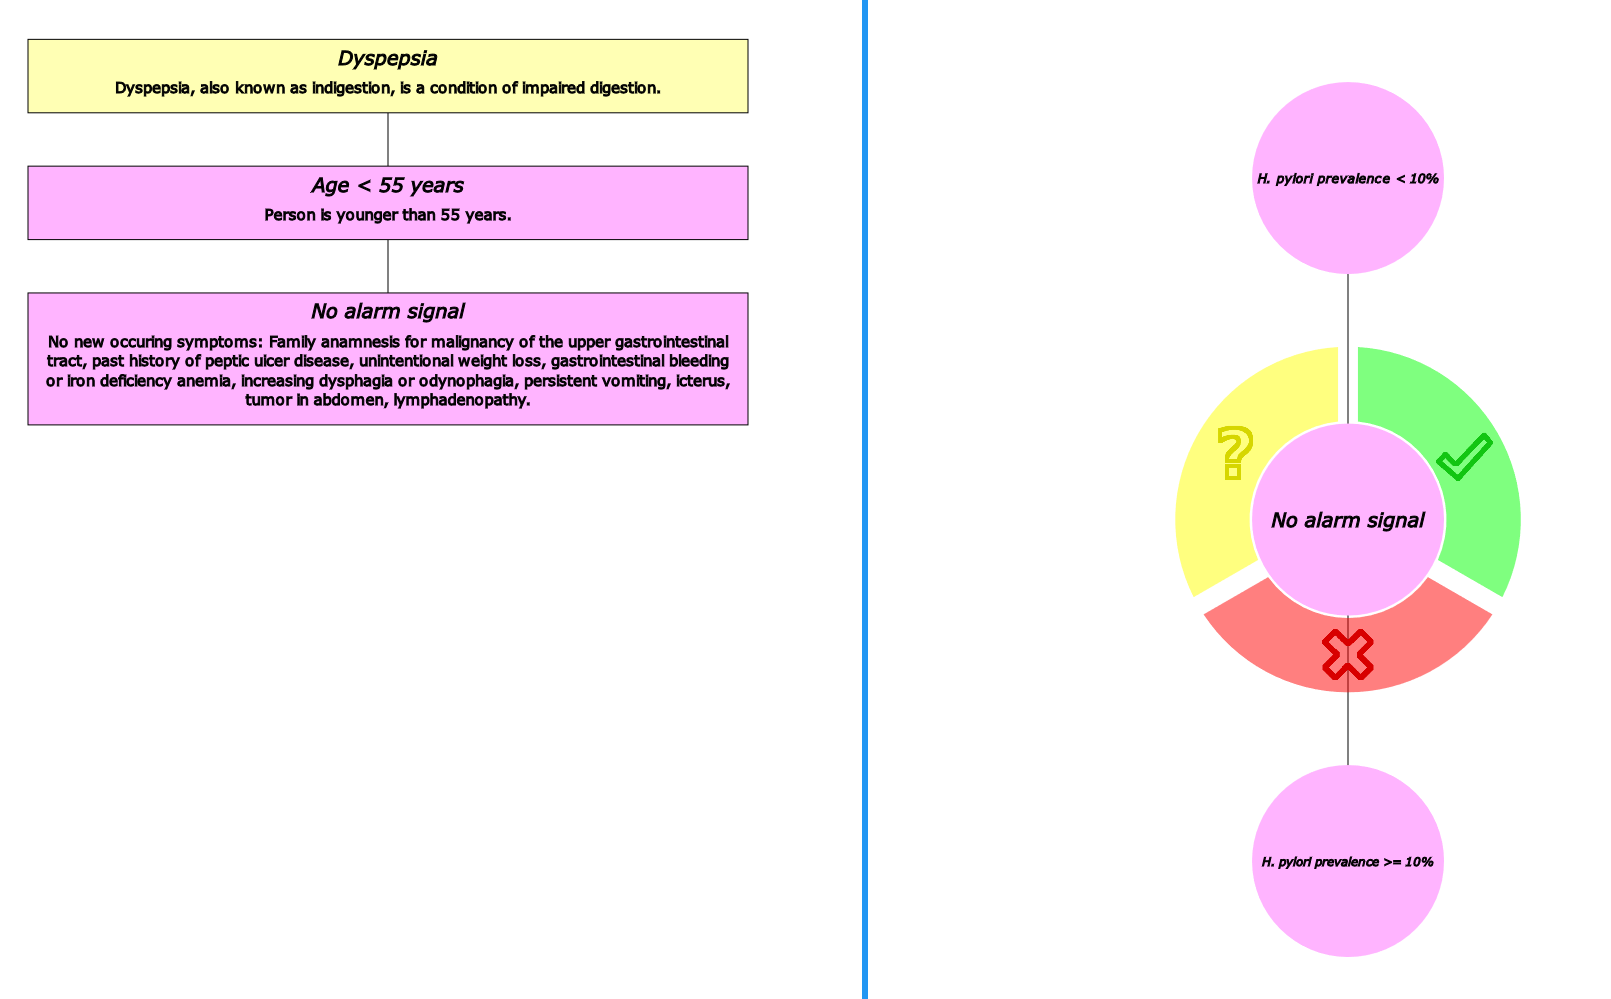 Dyspepsia
Dyspepsia, also known as indigestion, is a condition of impaired digestion.
Age < 55 years
Person is younger than 55 years.
No alarm signal
No new occuring symptoms: Family anamnesis for malignancy of the upper gastrointestinal
tract, past history of peptic ulcer disease, unintentional weight loss, gastrointestinal bleeding
or iron deficiency anemia, increasing dysphagia or odynophagia, persistent vomiting, icterus,
tumor in abdomen, lymphadenopathy.
H. pylori prevalence < 10%
?
No alarm signal
H. pylori prevalence >= 10%